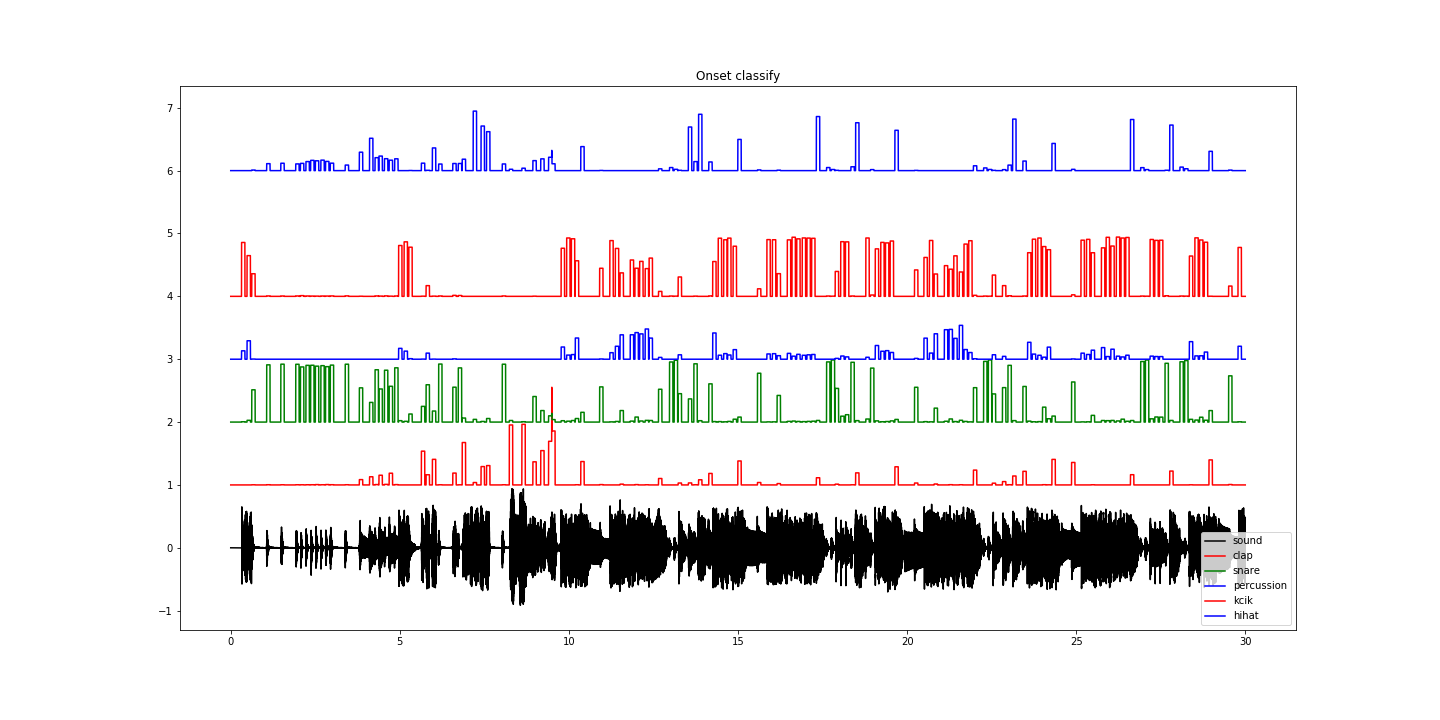 Onset classify
7
6
5
4
3
2
1
0
−1
0 5 10 15 20 25 30
sound
clap
snare
percussion
kcik
hihat